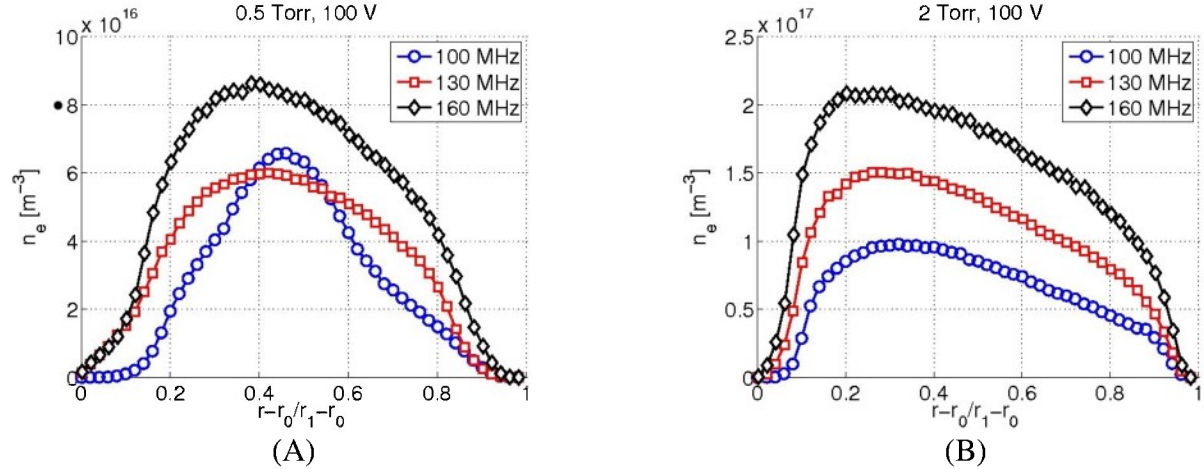 0.5 Torr, 100 V
x 10^16
10
8
6
4
2
0
n_e [m^-3]
0
0.2
0.4
0.6
0.8
1
r-r_0/r_1-r_0
100 MHz
130 MHz
160 MHz
(A)
2 Torr, 100 V
x 10^17
2.5
2
1.5
1
0.5
0
n_e [m^-3]
0
0.2
0.4
0.6
0.8
1
r-r_0/r_1-r_0
100 MHz
130 MHz
160 MHz
(B)